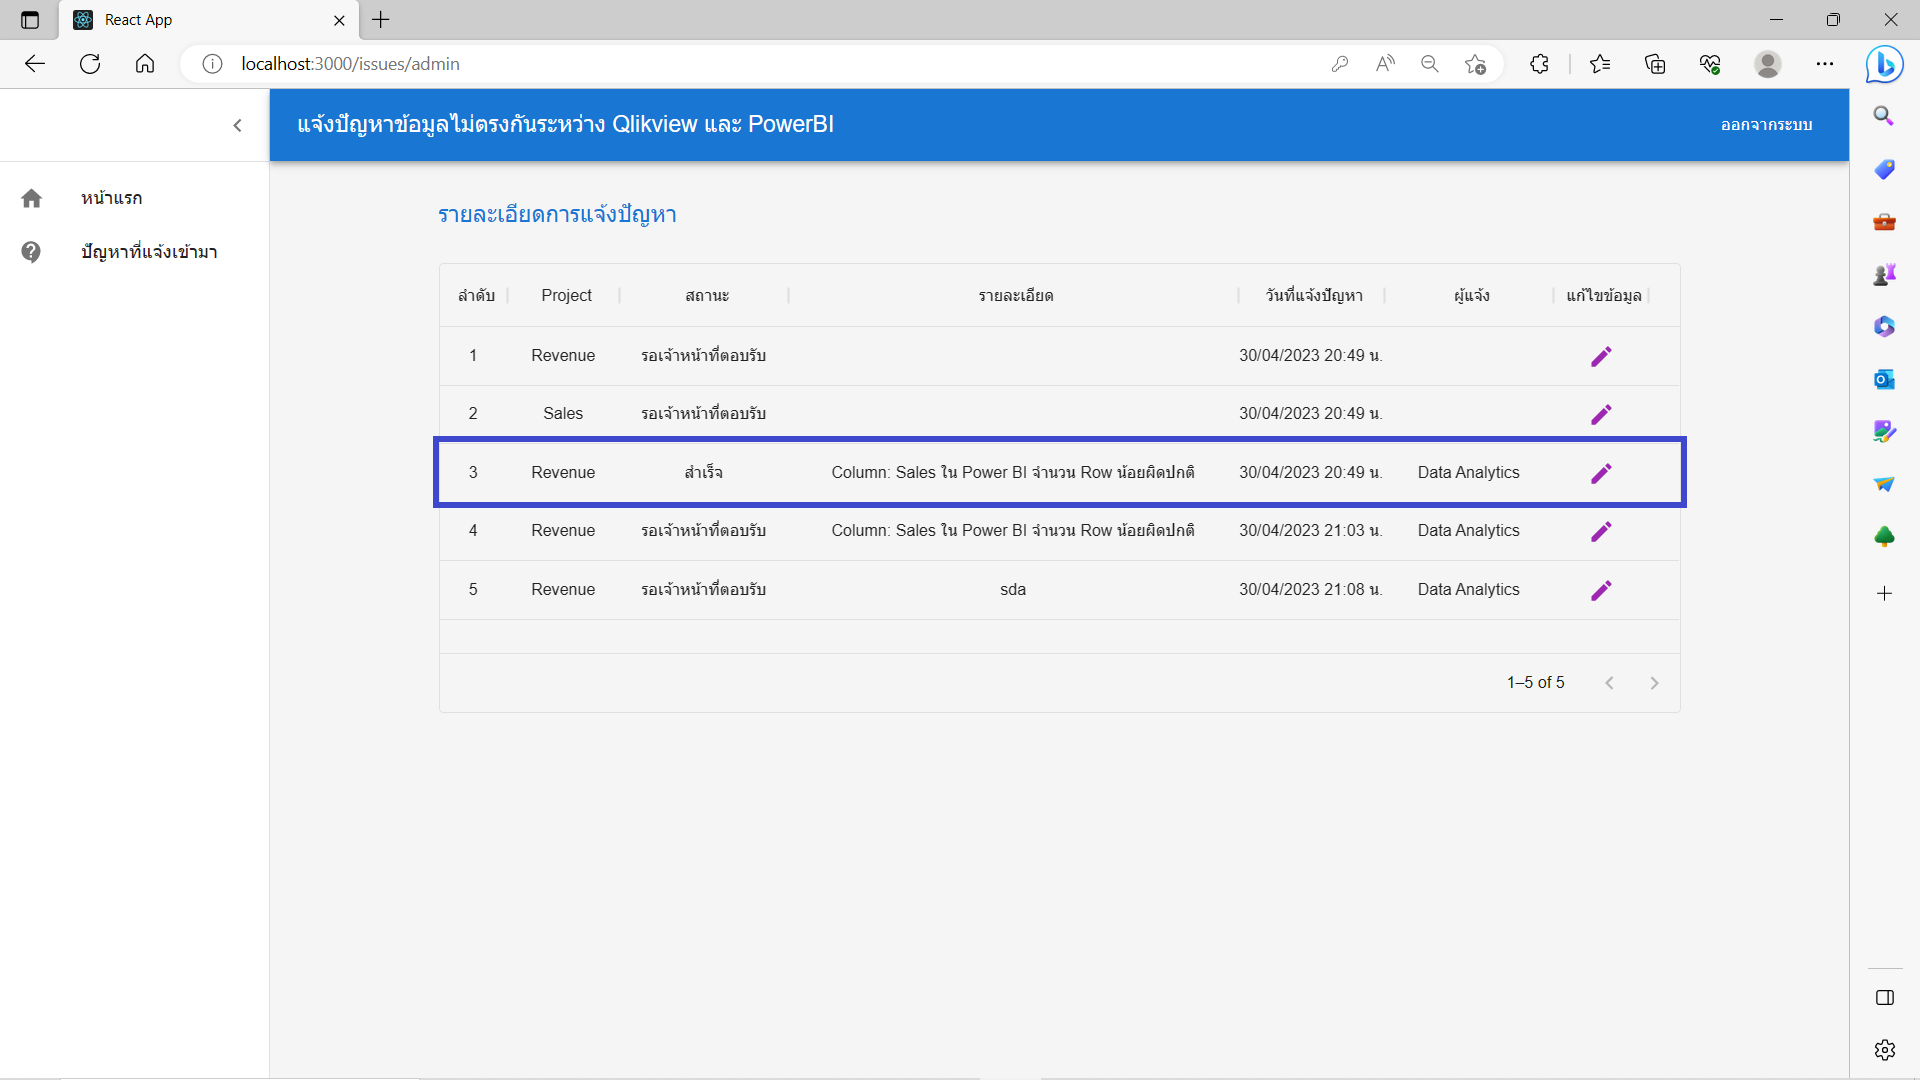 React App
localhost:3000/issues/admin
แจ้งปัญหาข้อมูลไม่ตรงกันระหว่าง Qlikview และ PowerBI
ออกจากระบบ
หน้าแรก
ปัญหาที่แจ้งเข้ามา
รายละเอียดการแจ้งปัญหา
ลำดับ Project สถานะ รายละเอียด วันที่แจ้งปัญหา ผู้แจ้ง แก้ไขข้อมูล
1 Revenue รอเจ้าหน้าที่ตอบรับ 30/04/2023 20:49 น.
2 Sales รอเจ้าหน้าที่ตอบรับ 30/04/2023 20:49 น.
3 Revenue สำเร็จ Column: Sales ใน Power BI จำนวน Row น้อยผิดปกติ 30/04/2023 20:49 น. Data Analytics
4 Revenue รอเจ้าหน้าที่ตอบรับ Column: Sales ใน Power BI จำนวน Row น้อยผิดปกติ 30/04/2023 21:03 น. Data Analytics
5 Revenue รอเจ้าหน้าที่ตอบรับ sda 30/04/2023 21:08 น. Data Analytics
1–5 of 5